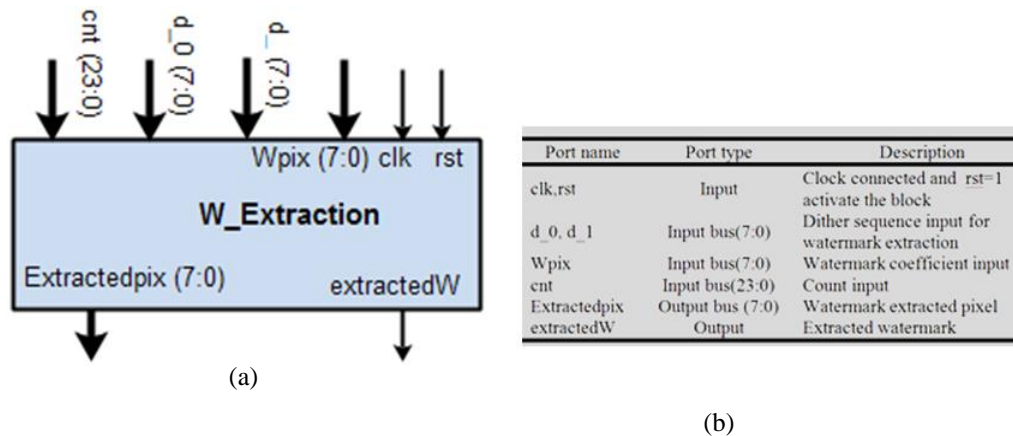 cnt (23:0)
d_0 (7:0)
d_ (7:0)
Wpix (7:0) clk rst
W_Extraction
Extractedpix (7:0) extractedW
(a)
Port name Port type Description
clk,rst Input Clock connected and rst=1
activate the block
d_0, d_1 Input bus(7:0) Dither sequence input for
watermark extraction
Wpix Input bus(7:0) Watermark coefficient input
cnt Input bus(23:0) Count input
Extractedpix Output bus (7:0) Watermark extracted pixel
extractedW Output Extracted watermark
(b)